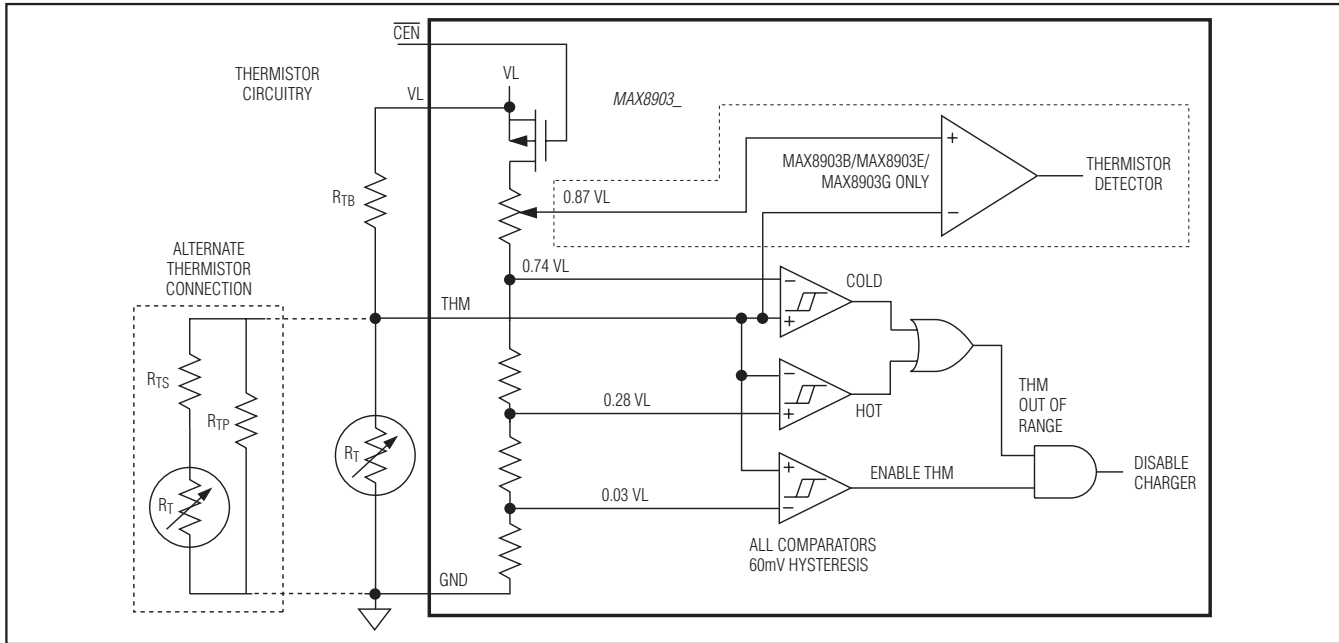 CEN
THERMISTOR
CIRCUITRY
VL
VL
MAX8903_
MAX8903B/MAX8903E/
MAX8903G ONLY
+
−
THERMISTOR
DETECTOR
RTB
0.87 VL
ALTERNATE
THERMISTOR
CONNECTION
0.74 VL
−
+
COLD
THM
RTS
RTP
RT
RT
0.28 VL
−
+
HOT
THM
OUT OF
RANGE
0.03 VL
+
−
ENABLE THM
DISABLE
CHARGER
ALL COMPARATORS
60mV HYSTERESIS
GND